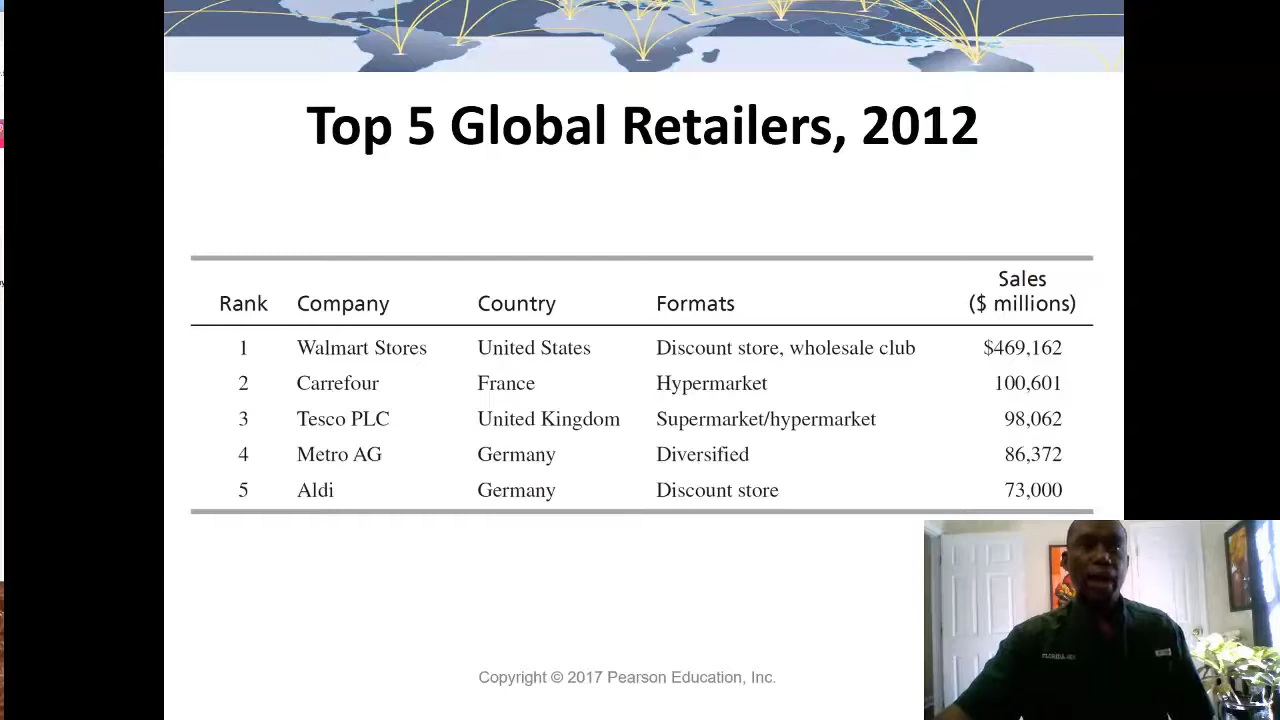 Top 5 Global Retailers, 2012
Sales
Rank Company Country Formats ($ millions)
1 Walmart Stores United States Discount store, wholesale club $469,162
2 Carrefour France Hypermarket 100,601
3 Tesco PLC United Kingdom Supermarket/hypermarket 98,062
4 Metro AG Germany Diversified 86,372
5 Aldi Germany Discount store 73,000
Copyright © 2017 Pearson Education, Inc.